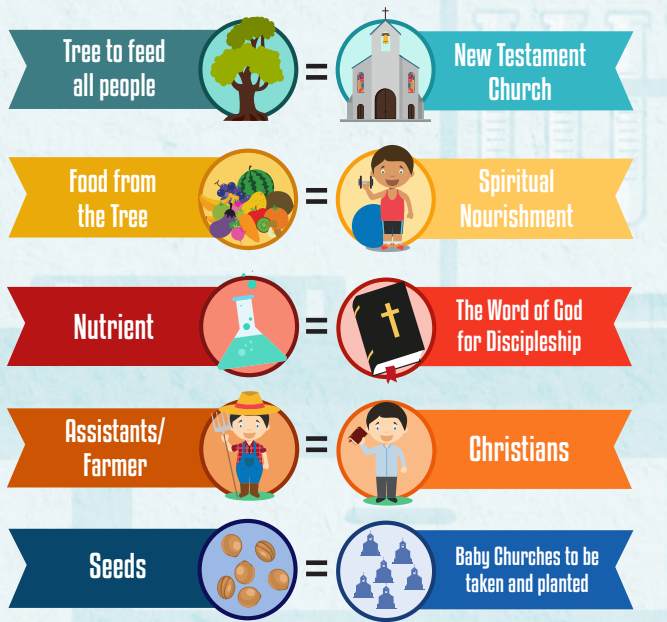 Tree to feed
all people
=
New Testament
Church
Food from
the Tree
=
Spiritual
Nourishment
Nutrient
=
The Word of God
for Discipleship
Assistants/
Farmer
=
Christians
Seeds
=
Baby Churches to be
taken and planted